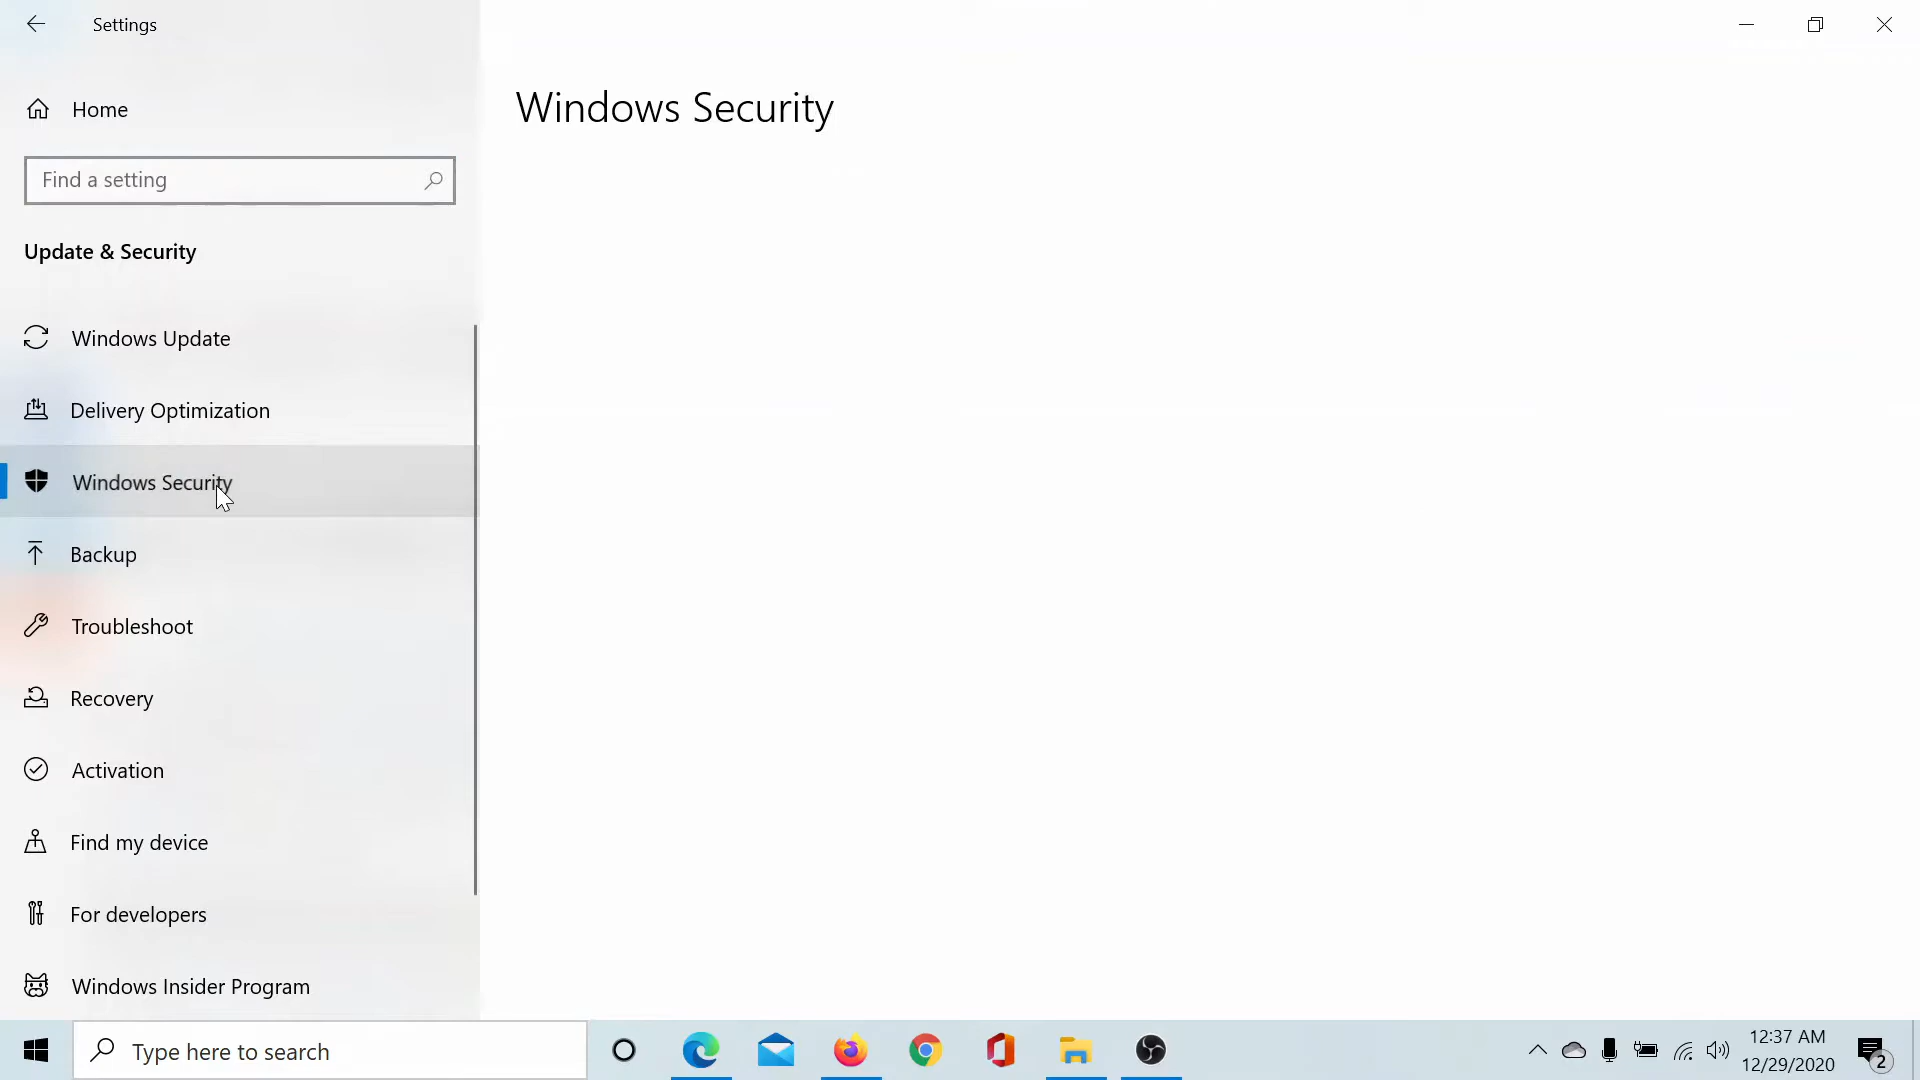 Settings
Home
Find a setting
Update & Security
Windows Update
Delivery Optimization
Windows Security
Backup
Troubleshoot
Recovery
Activation
Find my device
For developers
Windows Insider Program
Windows Security
Type here to search
12:37 AM
12/29/2020
2